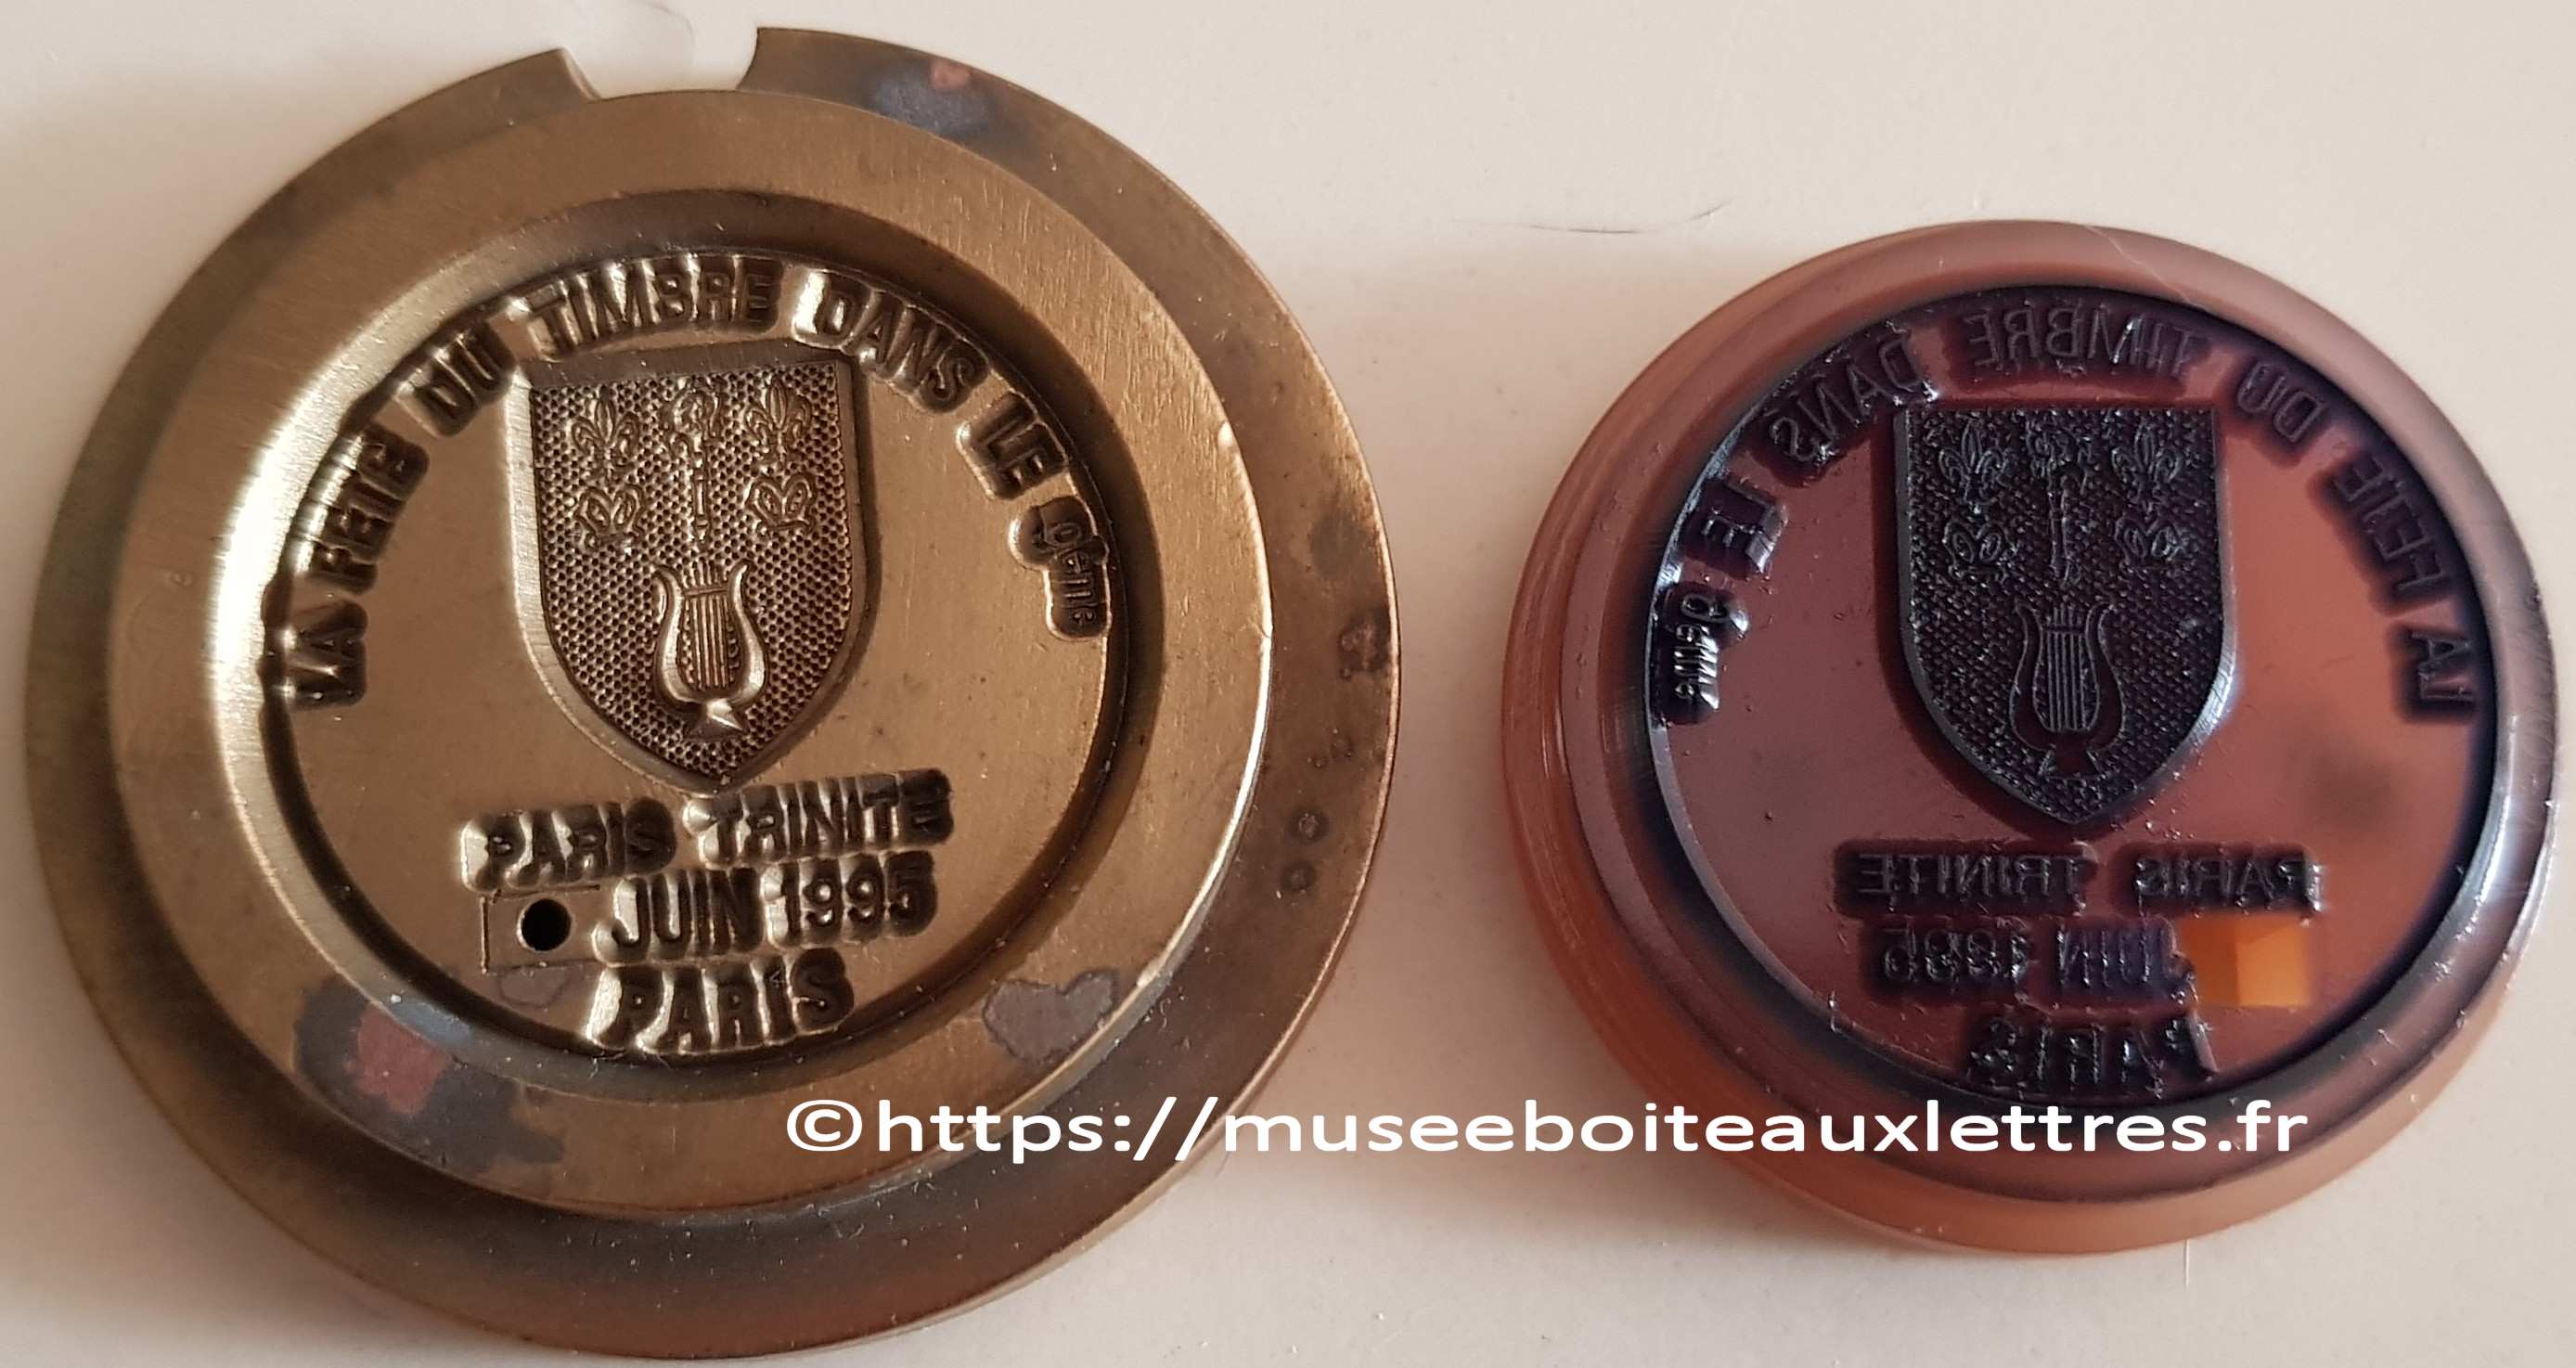 LA FETE DU TIMBRE DANS LE 9ème
PARIS TRINITE
JUIN 1995
PARIS
LA FETE DU TIMBRE DANS LE 9ème
PARIS TRINITE
JUIN 1995
PARIS
©https://museeboiteauxlettres.fr